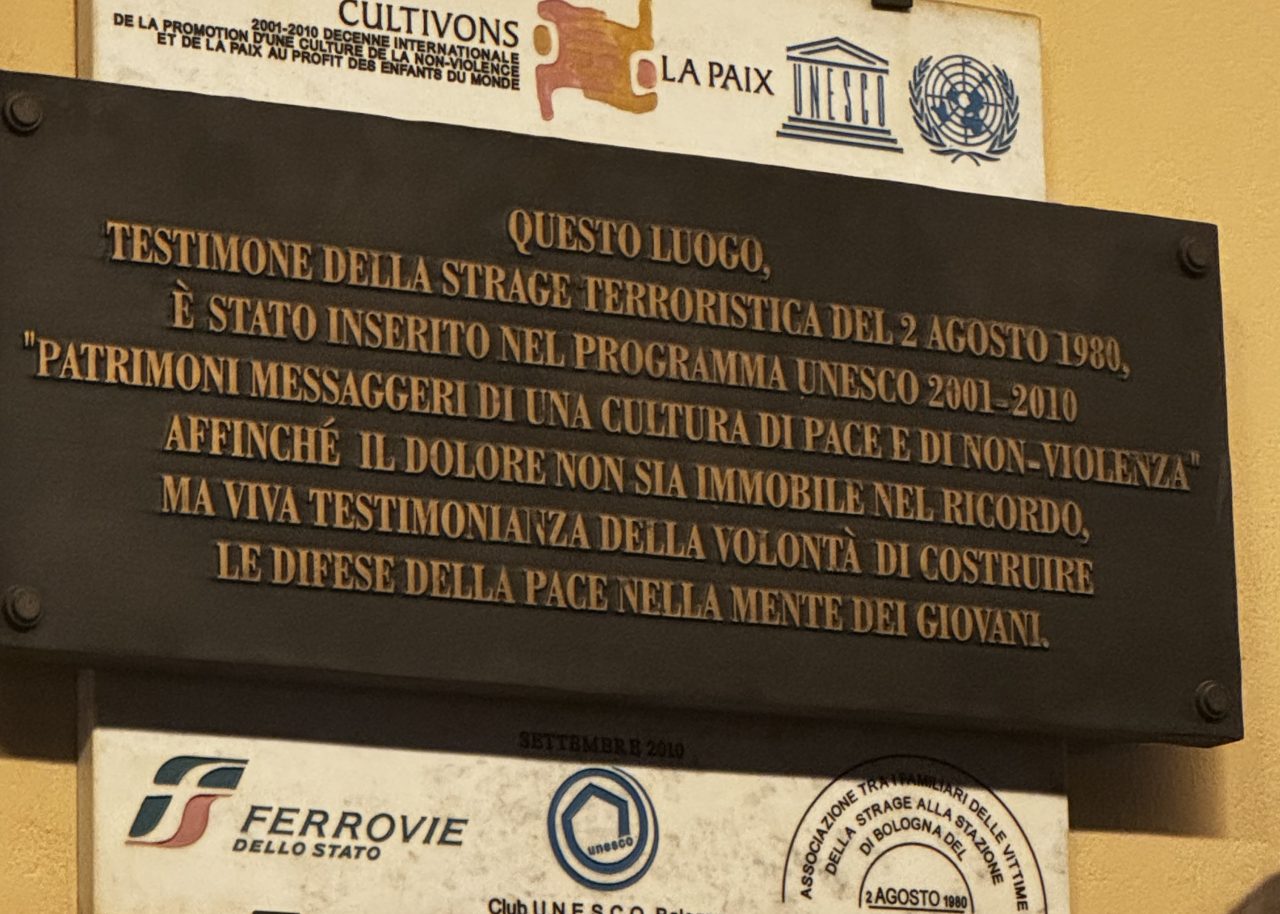 CULTIVONS
2001-2010 DECENNE INTERNATIONALE
DE LA PROMOTION D'UNE CULTURE DE LA NON-VIOLENCE
ET DE LA PAIX AU PROFIT DES ENFANTS DU MONDE
LA PAIX
UNESCO
QUESTO LUOGO,
TESTIMONE DELLA STRAGE TERRORISTICA DEL 2 AGOSTO 1980,
È STATO INSERITO NEL PROGRAMMA UNESCO 2001-2010
"PATRIMONI MESSAGGERI DI UNA CULTURA DI PACE E DI NON-VIOLENZA"
AFFINCHÉ IL DOLORE NON SIA IMMOBILE NEL RICORDO,
MA VIVA TESTIMONIANZA DELLA VOLONTÀ DI COSTRUIRE
LE DIFESE DELLA PACE NELLA MENTE DEI GIOVANI.
SETTEMBRE 2010
FERROVIE
DELLO STATO
unesco
Club U N E S C O
ASSOCIAZIONE TRA I FAMILIARI DELLE VITTIME
DELLA STRAGE ALLA STAZIONE
DI BOLOGNA DEL
2 AGOSTO 1980